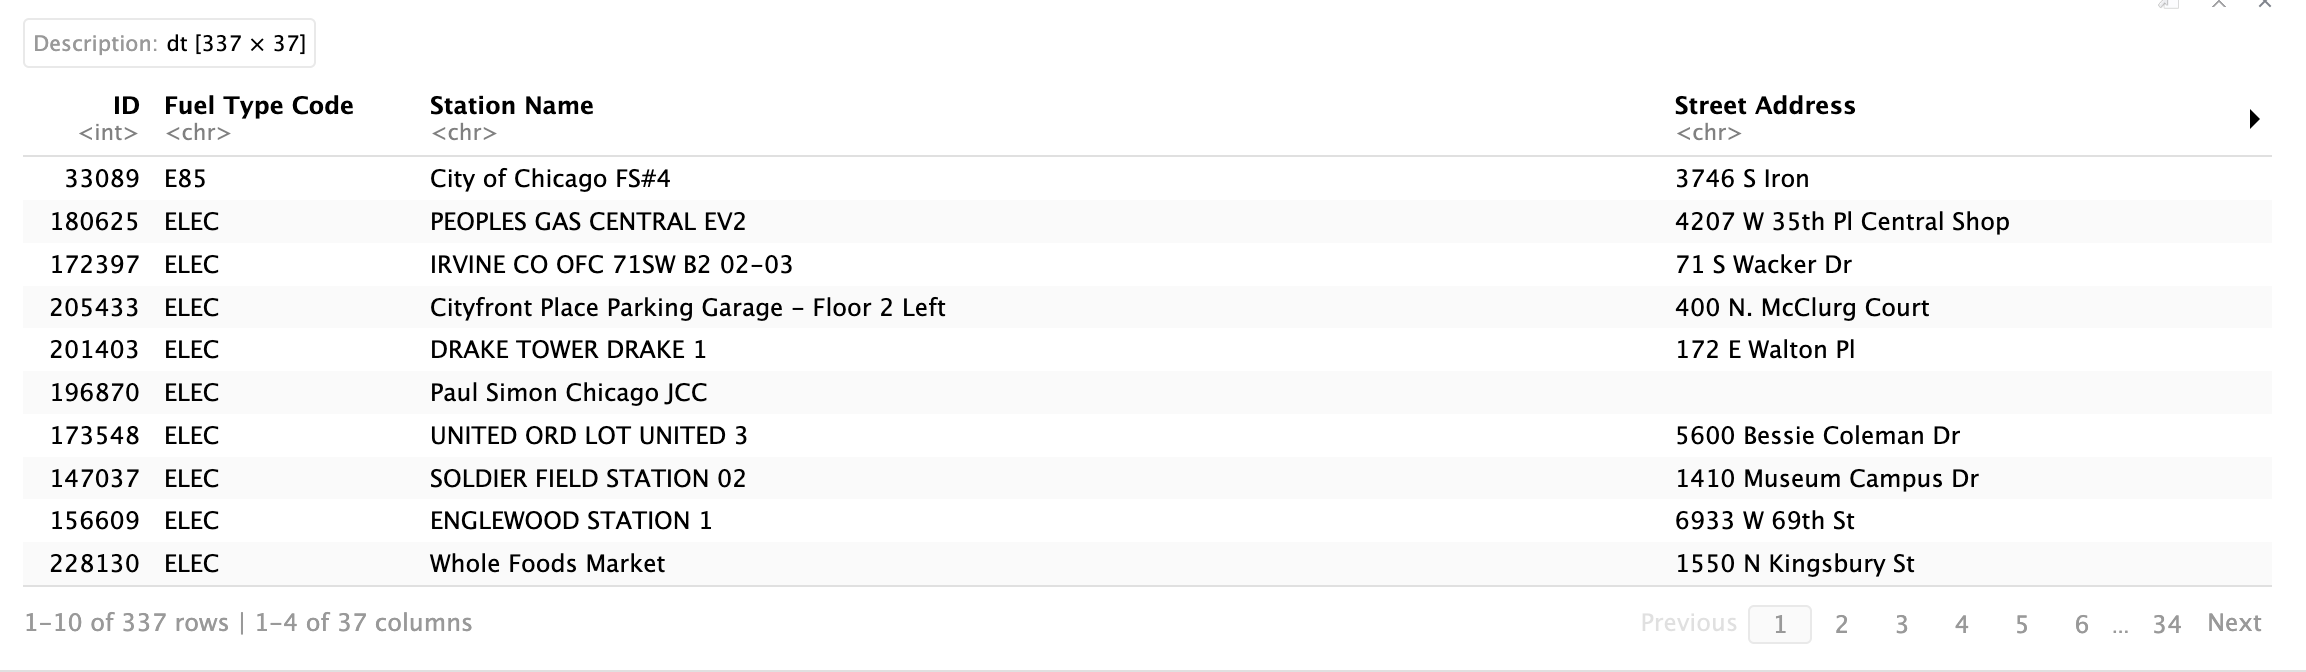 Description: dt [337 × 37]
ID Fuel Type Code Station Name Street Address
<int> <chr> <chr> <chr>
33089 E85 City of Chicago FS#4 3746 S Iron
180625 ELEC PEOPLES GAS CENTRAL EV2 4207 W 35th Pl Central Shop
172397 ELEC IRVINE CO OFC 71SW B2 02-03 71 S Wacker Dr
205433 ELEC Cityfront Place Parking Garage - Floor 2 Left 400 N. McClurg Court
201403 ELEC DRAKE TOWER DRAKE 1 172 E Walton Pl
196870 ELEC Paul Simon Chicago JCC
173548 ELEC UNITED ORD LOT UNITED 3 5600 Bessie Coleman Dr
147037 ELEC SOLDIER FIELD STATION 02 1410 Museum Campus Dr
156609 ELEC ENGLEWOOD STATION 1 6933 W 69th St
228130 ELEC Whole Foods Market 1550 N Kingsbury St
1-10 of 337 rows | 1-4 of 37 columns Previous 1 2 3 4 5 6 ... 34 Next